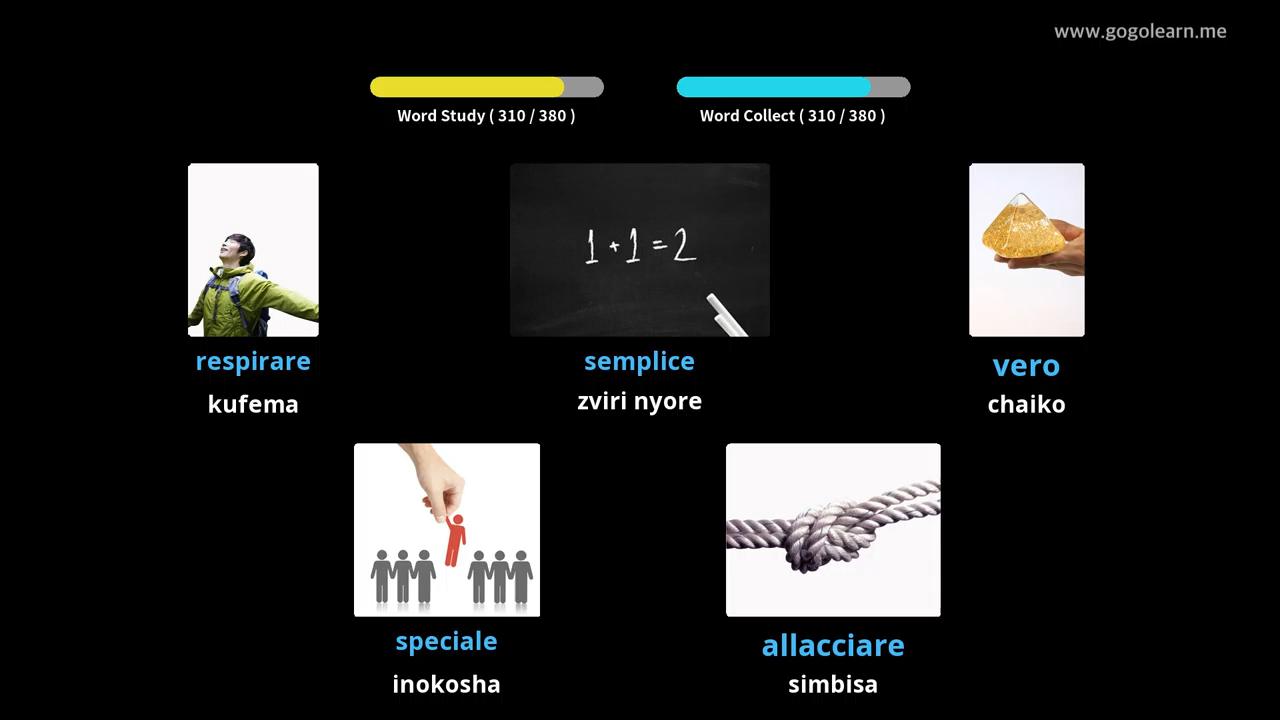 www.gogolearn.me
Word Study ( 310 / 380 )
Word Collect ( 310 / 380 )
1 + 1 = 2
respirare
kufema
semplice
zviri nyore
vero
chaiko
speciale
inokosha
allacciare
simbisa